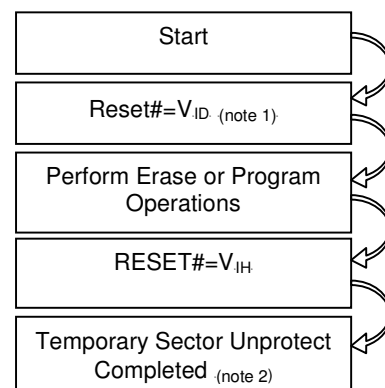 Start
Reset#=VID (note 1)
Perform Erase or Program
Operations
RESET#=VIH
Temporary Sector Unprotect
Completed (note 2)